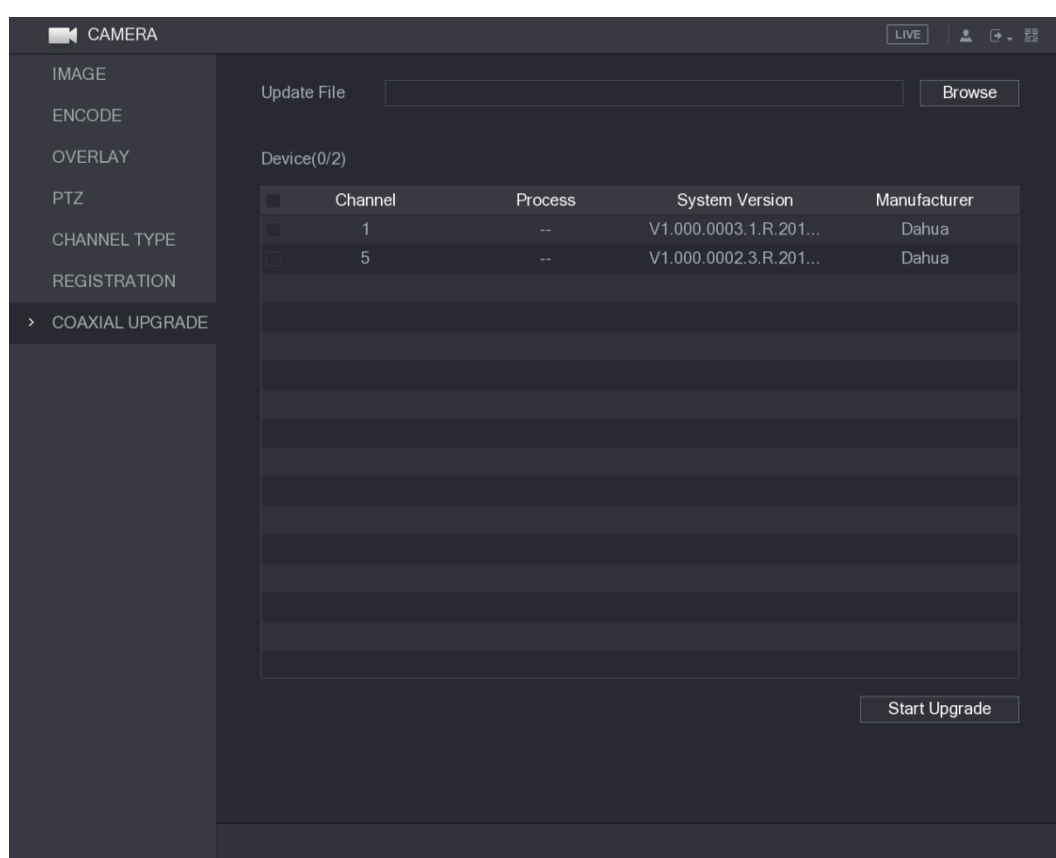 CAMERA
LIVE
IMAGE
ENCODE
OVERLAY
PTZ
CHANNEL TYPE
REGISTRATION
COAXIAL UPGRADE
Update File
Browse
Device(0/2)
Channel Process System Version Manufacturer
1 -- V1.000.0003.1.R.201... Dahua
5 -- V1.000.0002.3.R.201... Dahua
Start Upgrade